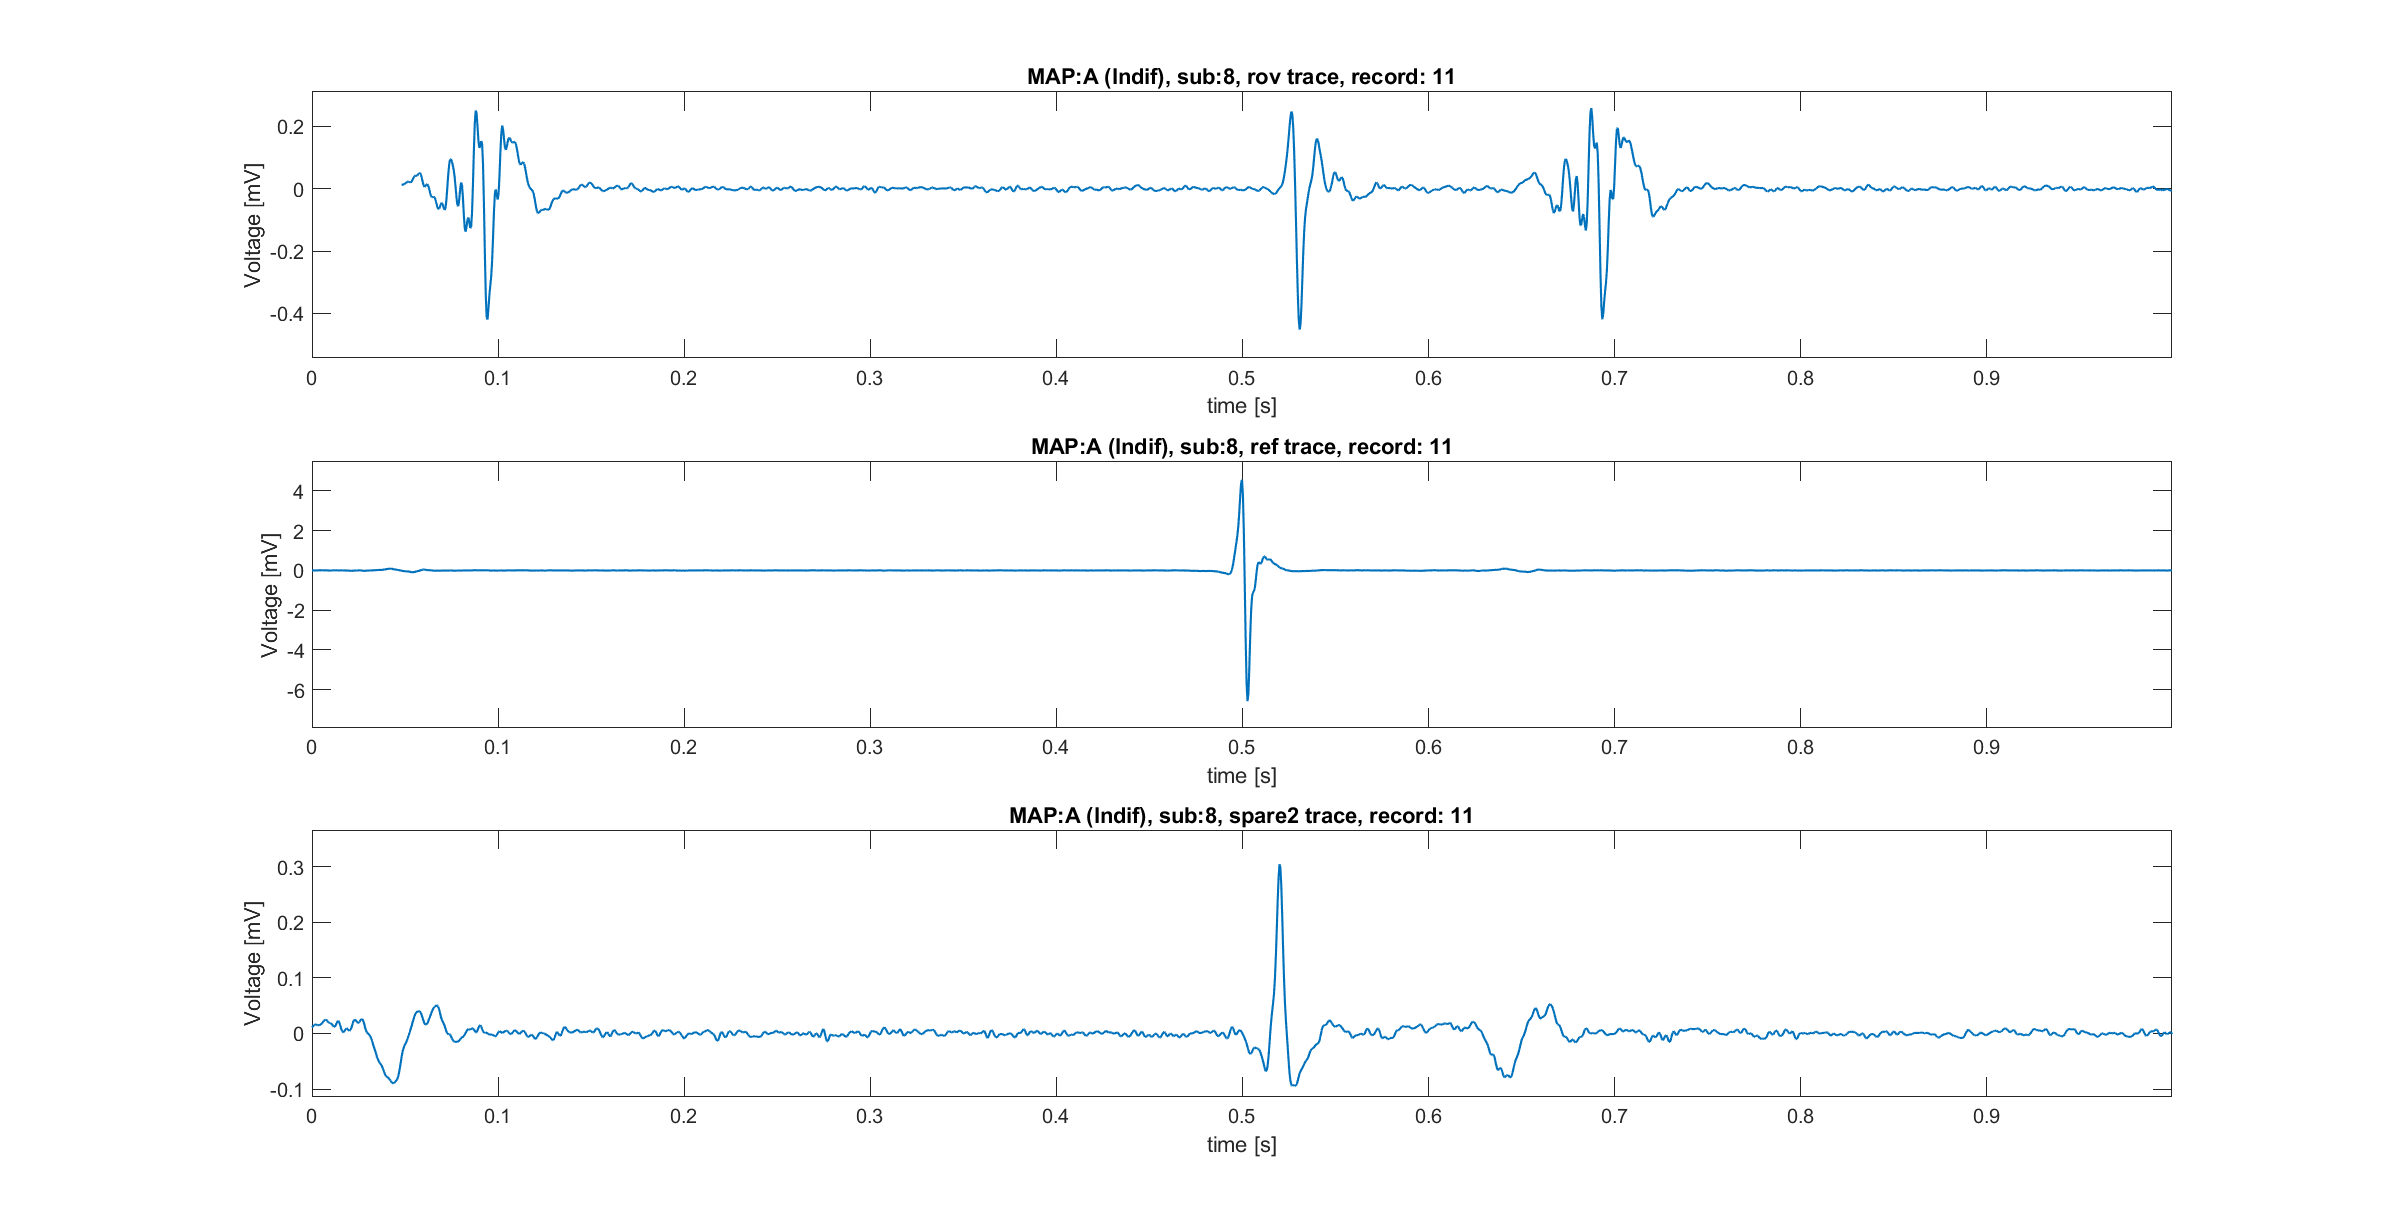 MAP:A (Indif), sub:8, rov trace, record: 11
Voltage [mV]
0.2
0
-0.2
-0.4
0 0.1 0.2 0.3 0.4 0.5 0.6 0.7 0.8 0.9
time [s]
MAP:A (Indif), sub:8, ref trace, record: 11
Voltage [mV]
4
2
0
-2
-4
-6
0 0.1 0.2 0.3 0.4 0.5 0.6 0.7 0.8 0.9
time [s]
MAP:A (Indif), sub:8, spare2 trace, record: 11
Voltage [mV]
0.3
0.2
0.1
0
-0.1
0 0.1 0.2 0.3 0.4 0.5 0.6 0.7 0.8 0.9
time [s]